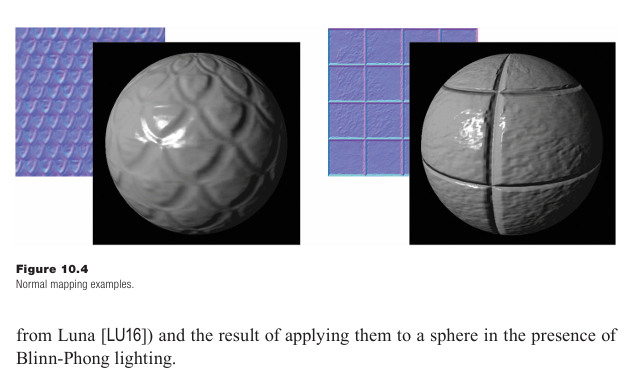 Figure 10.4
Normal mapping examples.
from Luna [LU16]) and the result of applying them to a sphere in the presence of
Blinn-Phong lighting.